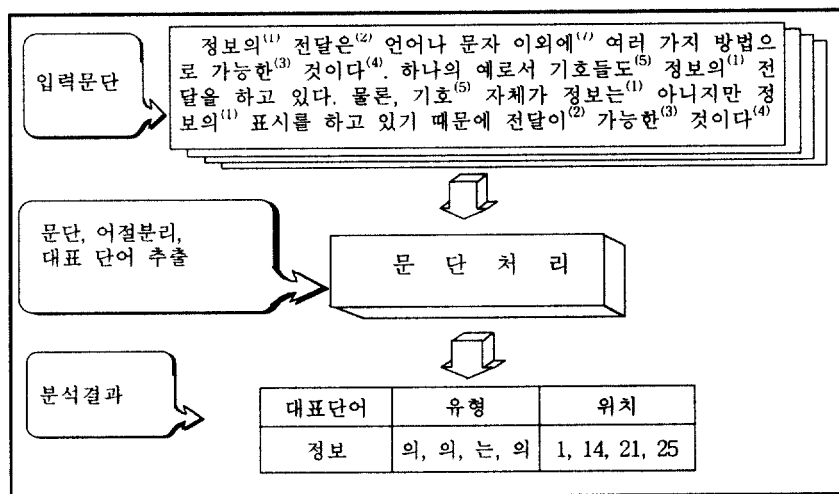 정보의(1) 전달은(2) 언어나 문자 이외에(7) 여러 가지 방법으
로 가능한(3) 것이다(4). 하나의 예로서 기호들도(5) 정보의(1) 전
달을 하고 있다. 물론, 기호(5) 자체가 정보는(1) 아니지만 정
보의(1) 표시를 하고 있기 때문에 전달이(2) 가능한(3) 것이다(4)
입력문단
문단, 어절분리,
대표 단어 추출
문 단 처 리
분석결과
대표단어 유형 위치
정보 의, 의, 는, 의 1, 14, 21, 25